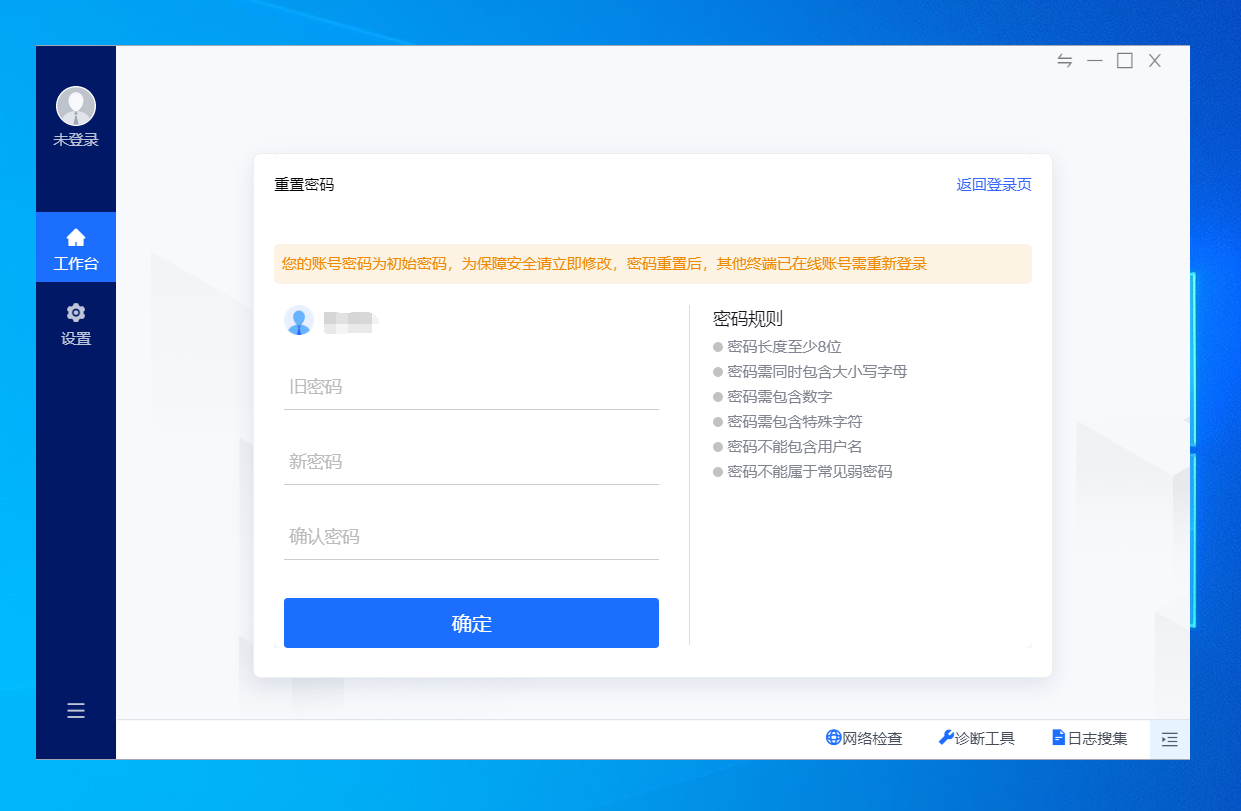 未登录
工作台
设置
重置密码
返回登录页
您的账号密码为初始密码，为保障安全请立即修改，密码重置后，其他终端已在线账号需重新登录
旧密码
新密码
确认密码
确定
密码规则
密码长度至少8位
密码需同时包含大小写字母
密码需包含数字
密码需包含特殊字符
密码不能包含用户名
密码不能属于常见弱密码
网络检查
诊断工具
日志搜集